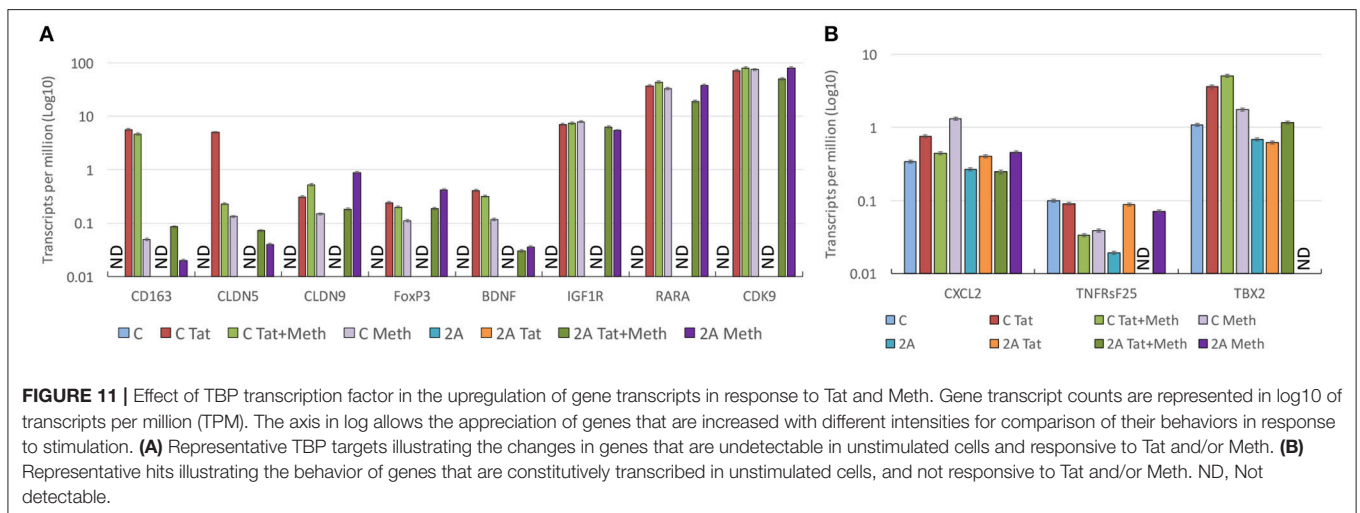 A
Transcripts per million (Log10)
100
10
1
0.1
0.01
ND ND ND ND ND ND ND ND ND ND ND ND ND ND ND ND
CD163 CLDN5 CLDN9 FoxP3 BDNF IGF1R RARA CDK9
C C Tat C Tat+Meth C Meth 2A 2A Tat 2A Tat+Meth 2A Meth
B
Transcripts per million (Log10)
10
1
0.1
0.01
ND ND
CXCL2 TNFRsF25 TBX2
C C Tat C Tat+Meth C Meth
2A 2A Tat 2A Tat+Meth 2A Meth
FIGURE 11 | Effect of TBP transcription factor in the upregulation of gene transcripts in response to Tat and Meth. Gene transcript counts are represented in log10 of
transcripts per million (TPM). The axis in log allows the appreciation of genes that are increased with different intensities for comparison of their behaviors in response
to stimulation. (A) Representative TBP targets illustrating the changes in genes that are undetectable in unstimulated cells and responsive to Tat and/or Meth. (B)
Representative hits illustrating the behavior of genes that are constitutively transcribed in unstimulated cells, and not responsive to Tat and/or Meth. ND, Not
detectable.